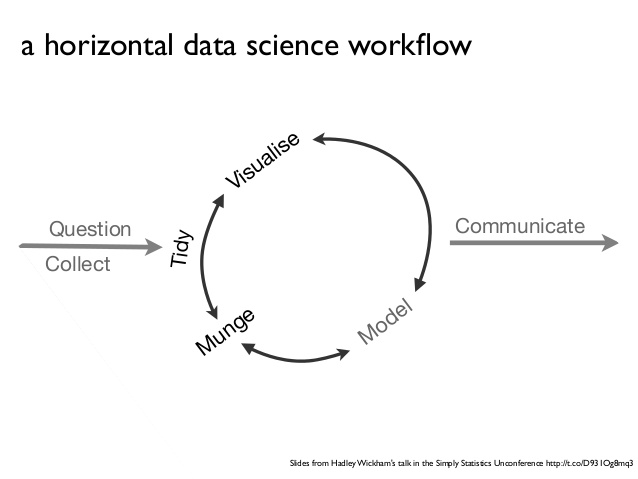 a horizontal data science workflow
Visualise
Question
Collect
Tidy
Communicate
Munge
Model
Slides from Hadley Wickham's talk in the Simply Statistics Unconference http://t.co/D931Og8mq3